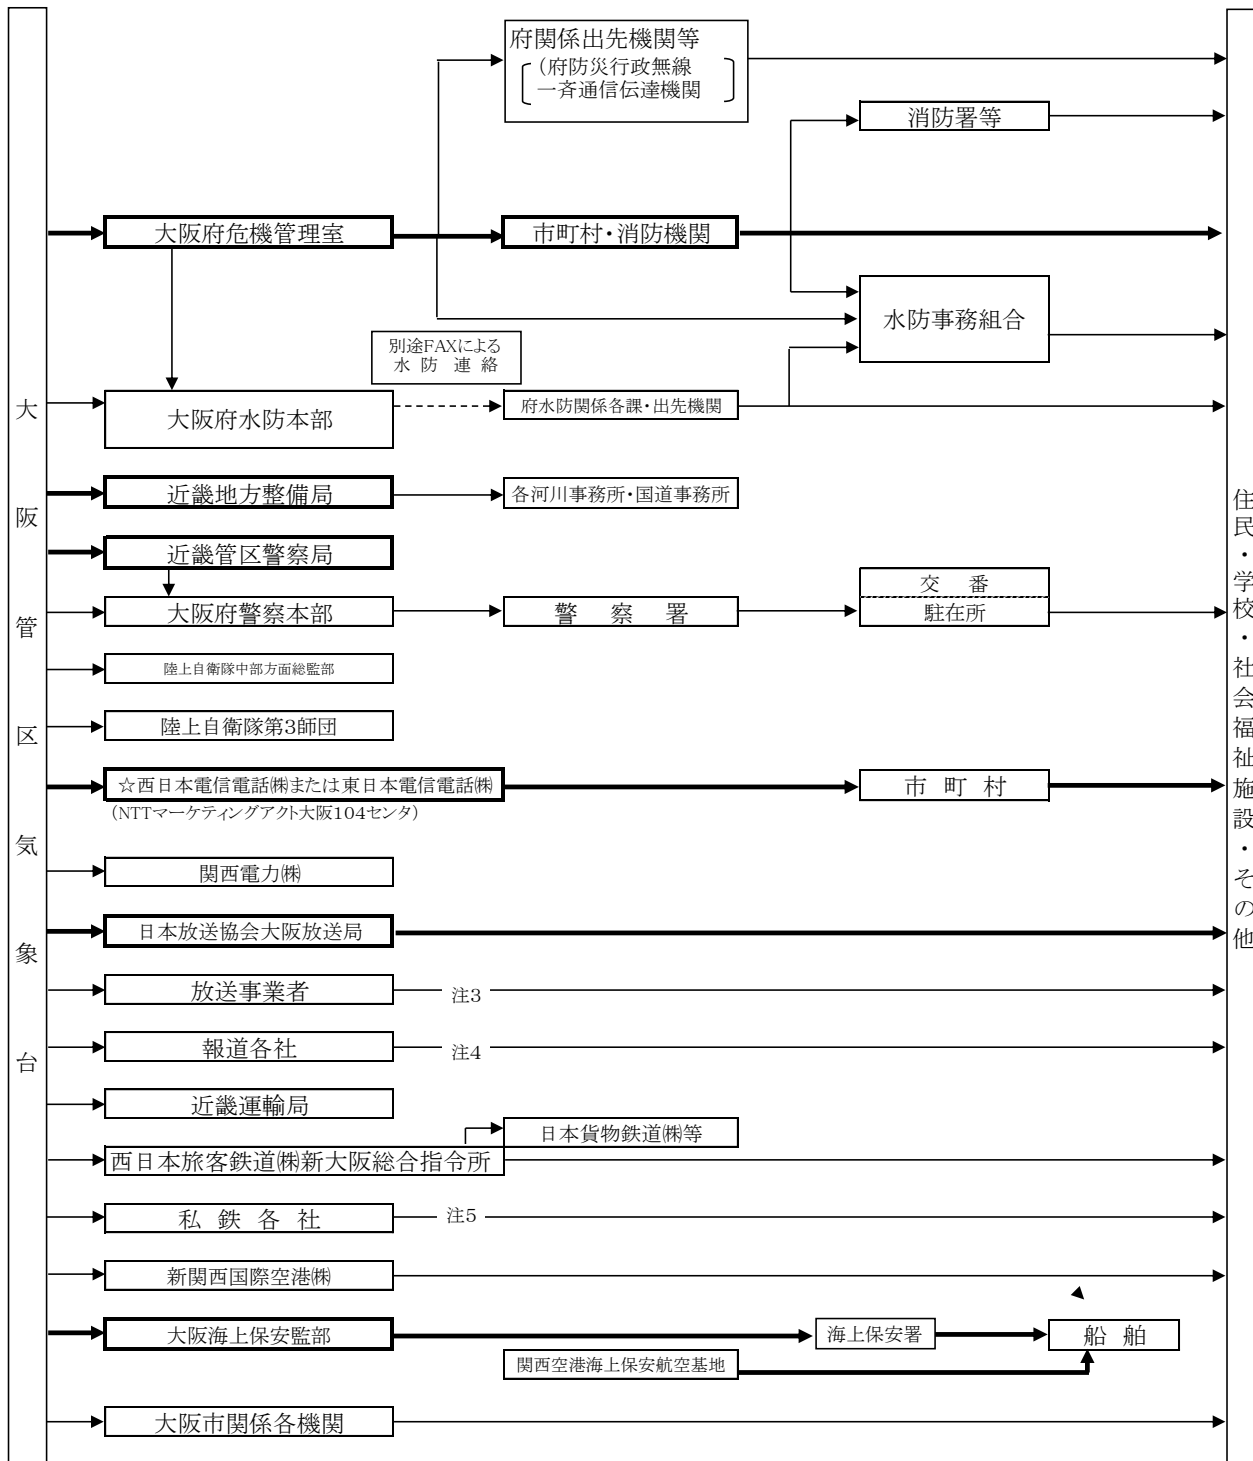 大阪管区気象台
府関係出先機関等
（府防災行政無線
一斉通信伝達機関
消防署等
大阪府危機管理室
市町村・消防機関
水防事務組合
別途FAXによる
水防連絡
大阪府水防本部
府水防関係各課・出先機関
近畿地方整備局
各河川事務所・国道事務所
近畿管区警察局
大阪府警察本部
警察署
交番
駐在所
陸上自衛隊中部方面総監部
陸上自衛隊第3師団
☆西日本電信電話㈱または東日本電信電話㈱
（NTTマーケティングアクト大阪104センタ）
市町村
関西電力㈱
日本放送協会大阪放送局
放送事業者
注3
報道各社
注4
近畿運輸局
日本貨物鉄道㈱等
西日本旅客鉄道㈱新大阪総合指令所
私鉄各社
注5
新関西国際空港㈱
大阪海上保安監部
海上保安署
船舶
関西空港海上保安航空基地
大阪市関係各機関
住民・学校・社会福祉施設・その他